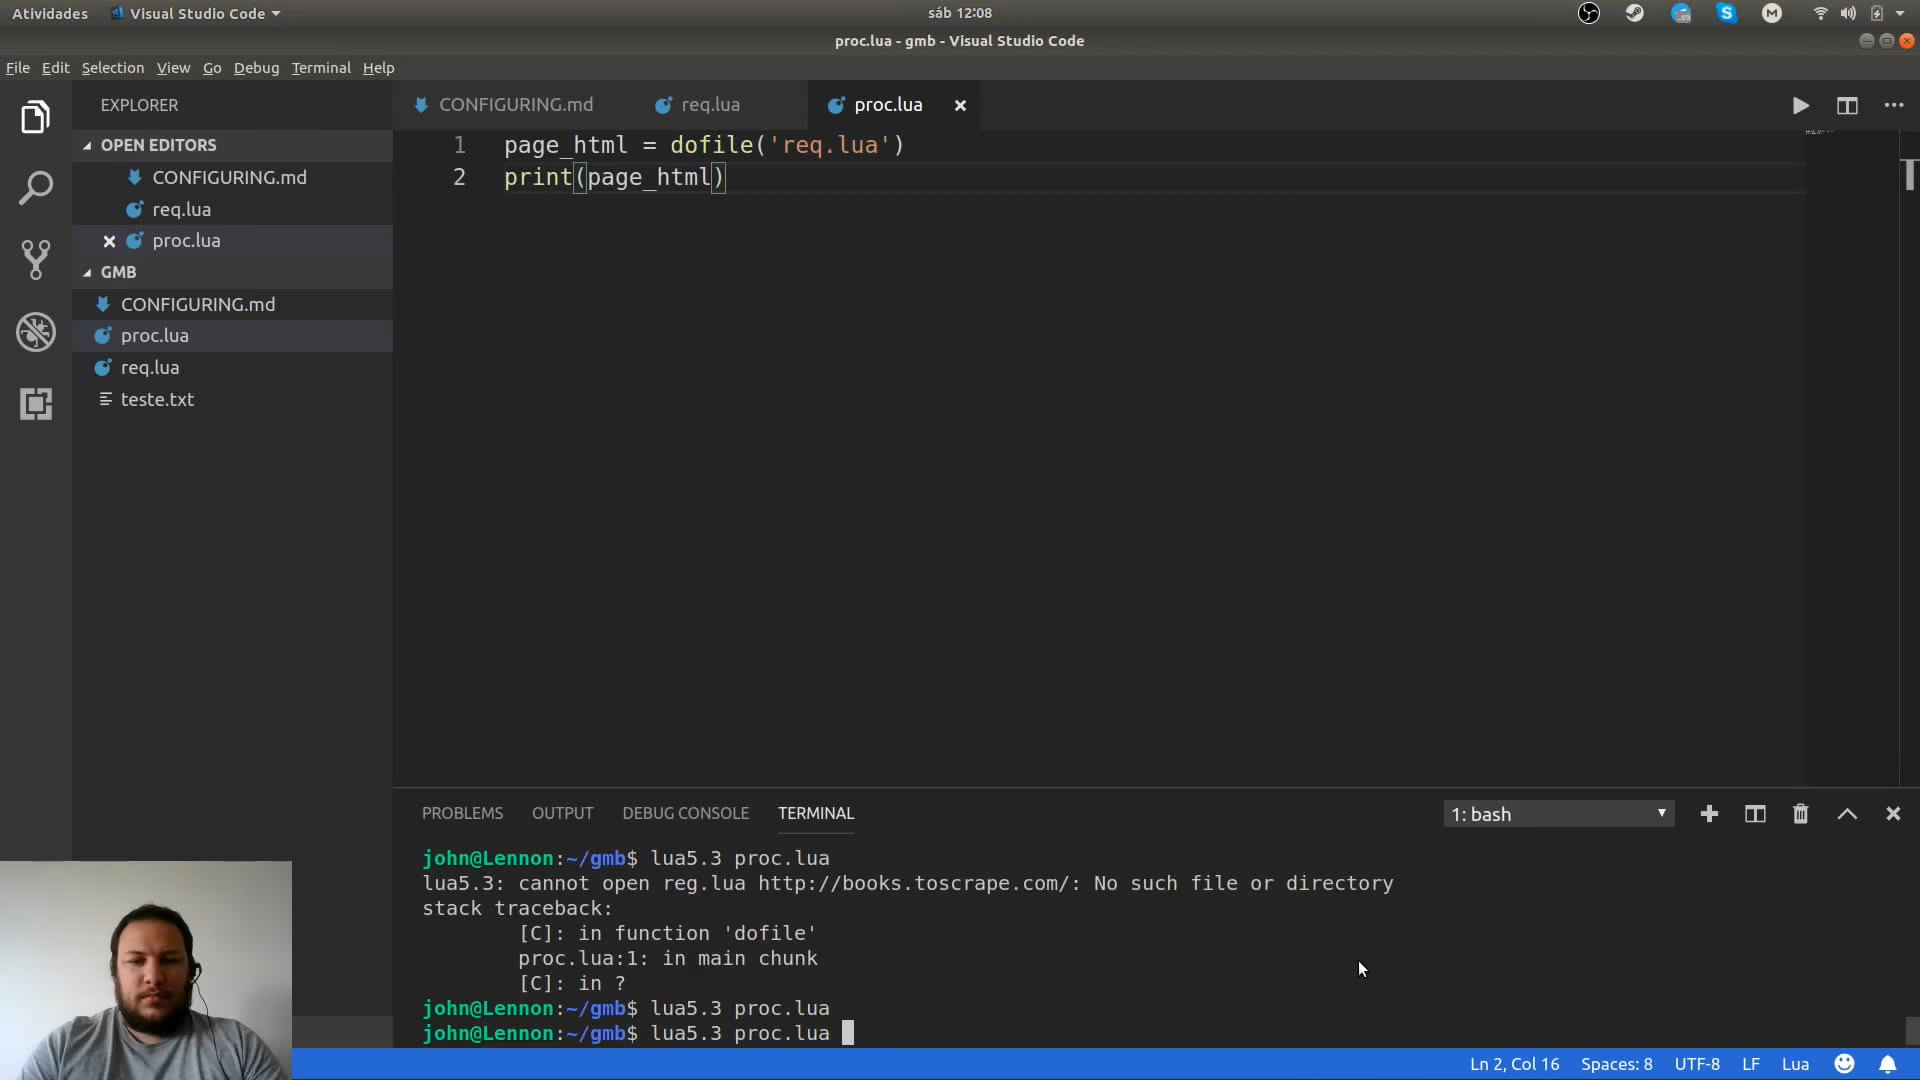 Atividades Visual Studio Code sáb 12:08
proc.lua - gmb - Visual Studio Code
File Edit Selection View Go Debug Terminal Help
EXPLORER
OPEN EDITORS
CONFIGURING.md
req.lua
proc.lua
GMB
CONFIGURING.md
proc.lua
req.lua
teste.txt
CONFIGURING.md req.lua proc.lua
1 page_html = dofile('req.lua')
2 print(page_html)
PROBLEMS OUTPUT DEBUG CONSOLE TERMINAL 1: bash
john@Lennon:~/gmb$ lua5.3 proc.lua
lua5.3: cannot open reg.lua http://books.toscrape.com/: No such file or directory
stack traceback:
[C]: in function 'dofile'
proc.lua:1: in main chunk
[C]: in ?
john@Lennon:~/gmb$ lua5.3 proc.lua
john@Lennon:~/gmb$ lua5.3 proc.lua
Ln 2, Col 16 Spaces: 8 UTF-8 LF Lua